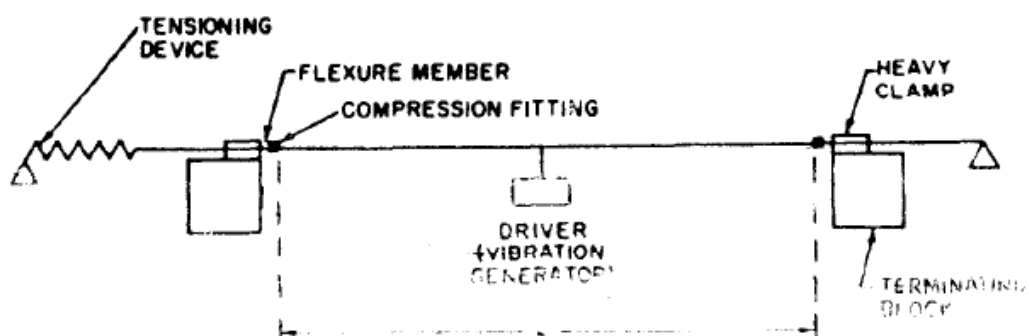 TENSIONING
DEVICE
FLEXURE MEMBER
COMPRESSION FITTING
HEAVY
CLAMP
DRIVER
(VIBRATION
GENERATOR)
TERMINATING
BLOCK